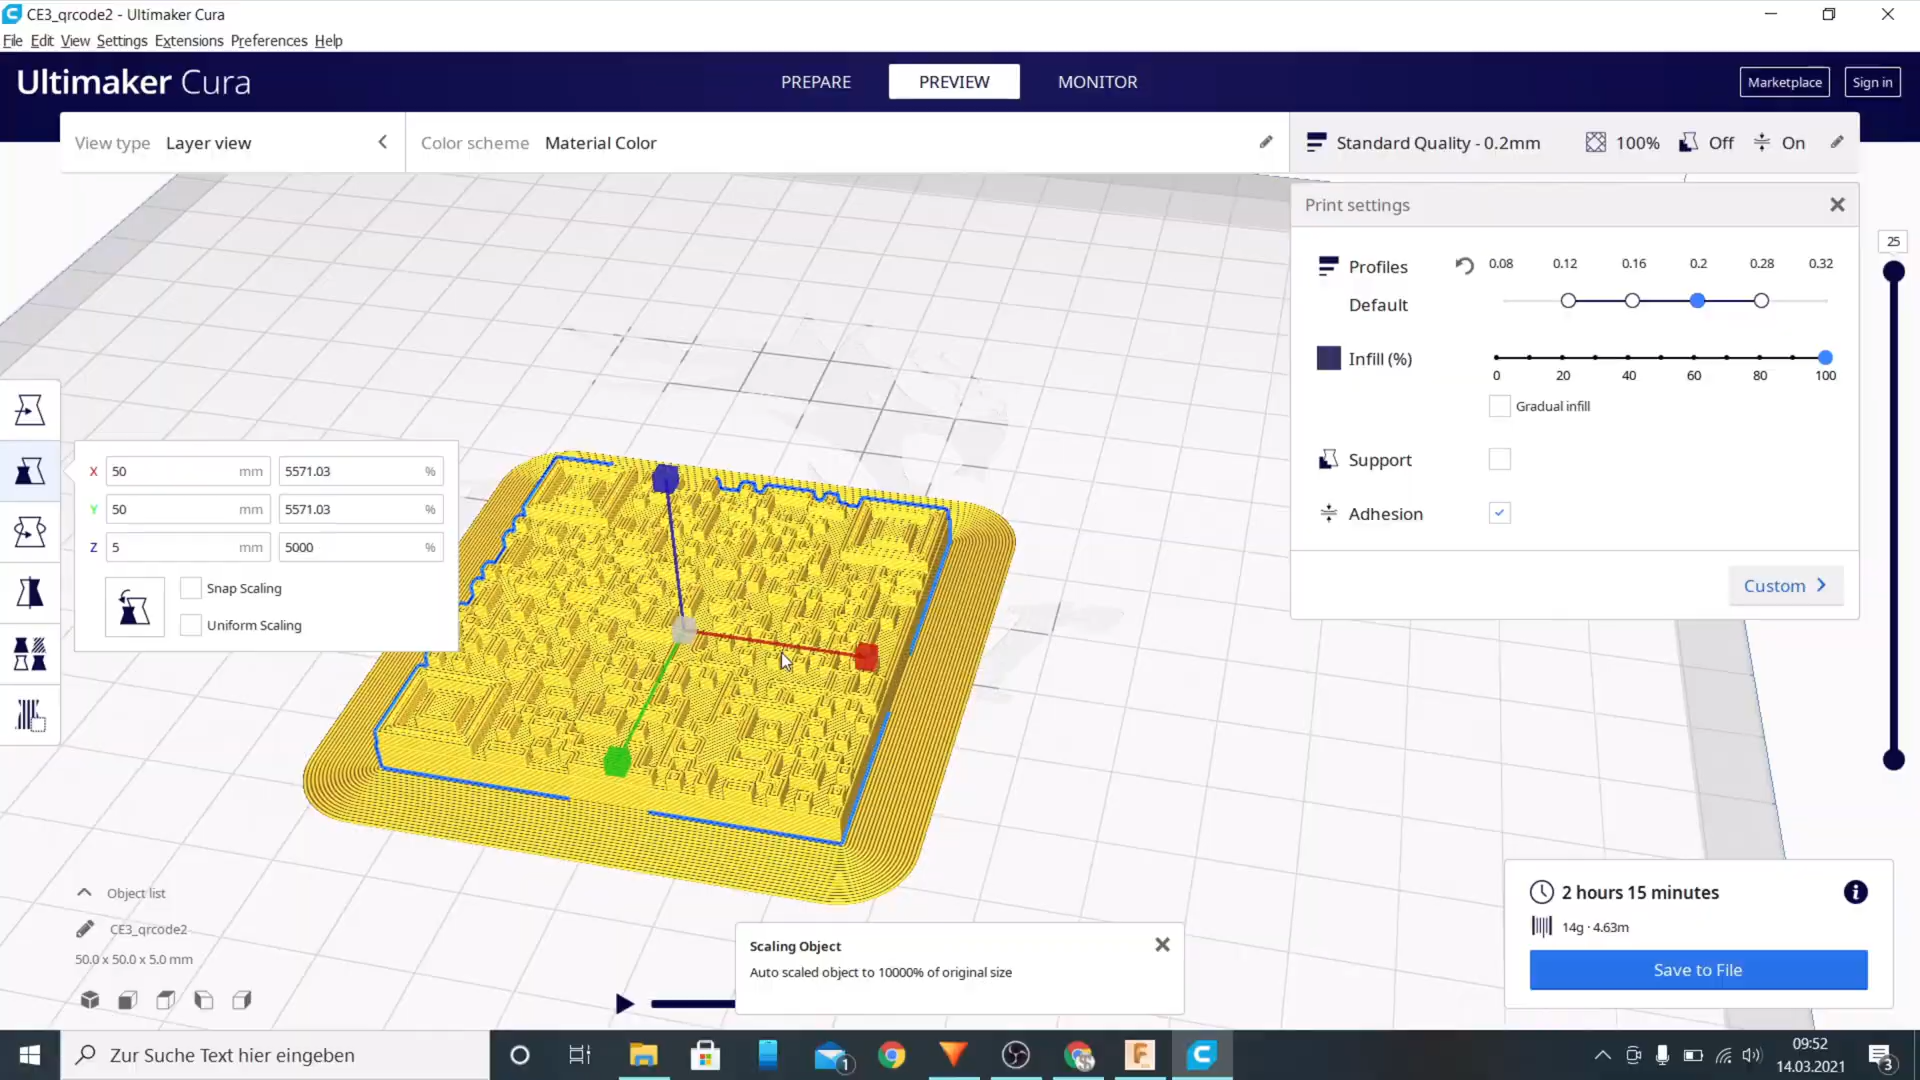 CE3_qrcode2 - Ultimaker Cura
File Edit View Settings Extensions Preferences Help
Ultimaker Cura
PREPARE PREVIEW MONITOR
Marketplace Sign in
View type Layer view
Color scheme Material Color
Standard Quality - 0.2mm 100% Off On
Print settings
25
Profiles 0.08 0.12 0.16 0.2 0.28 0.32
Default
Infill (%)
0 20 40 60 80 100
Gradual infill
Support
Adhesion
Custom
X 50 mm 5571.03 %
Y 50 mm 5571.03 %
Z 5 mm 5000 %
Snap Scaling
Uniform Scaling
Object list
CE3_qrcode2
50.0 x 50.0 x 5.0 mm
Scaling Object
Auto scaled object to 10000% of original size
2 hours 15 minutes
14g · 4.63m
Save to File
Zur Suche Text hier eingeben
1
09:52
14.03.2021
3